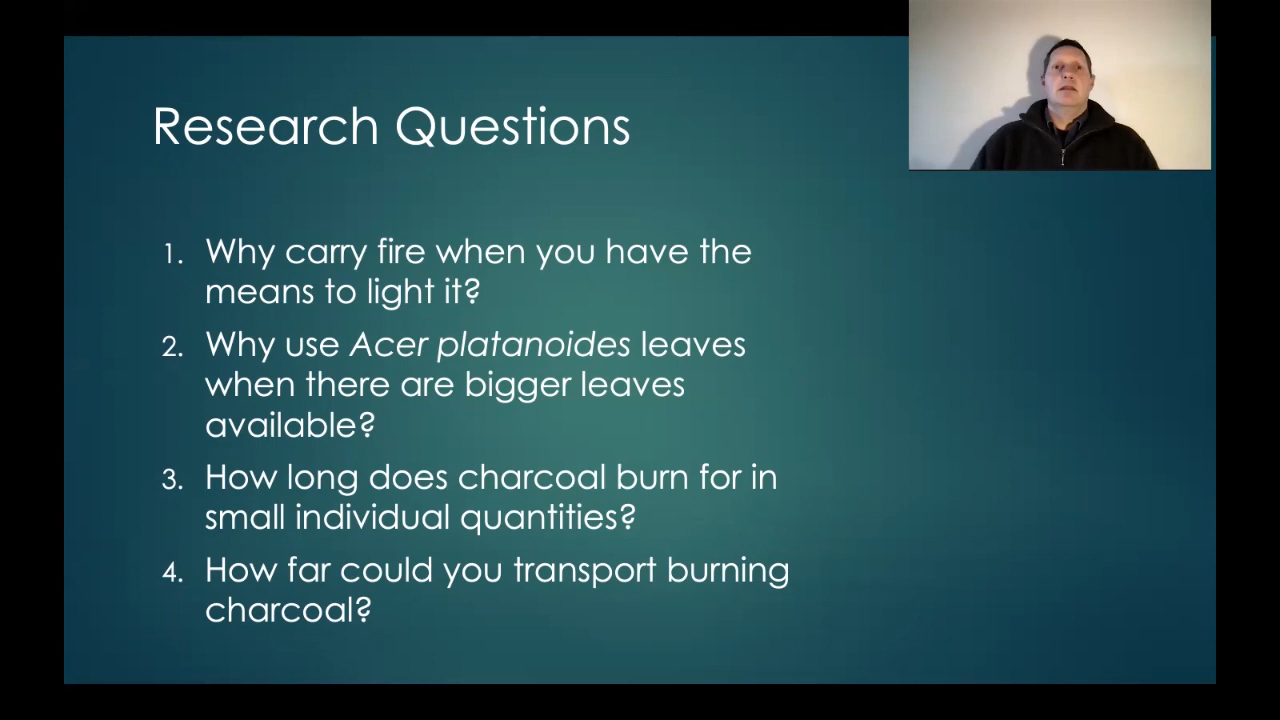 Research Questions
1. Why carry fire when you have the
means to light it?
2. Why use Acer platanoides leaves
when there are bigger leaves
available?
3. How long does charcoal burn for in
small individual quantities?
4. How far could you transport burning
charcoal?